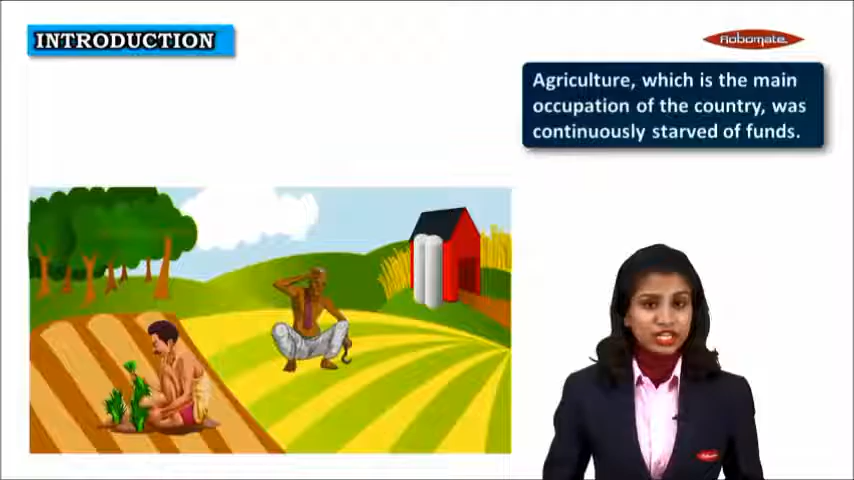 INTRODUCTION
Robomate
Agriculture, which is the main
occupation of the country, was
continuously starved of funds.